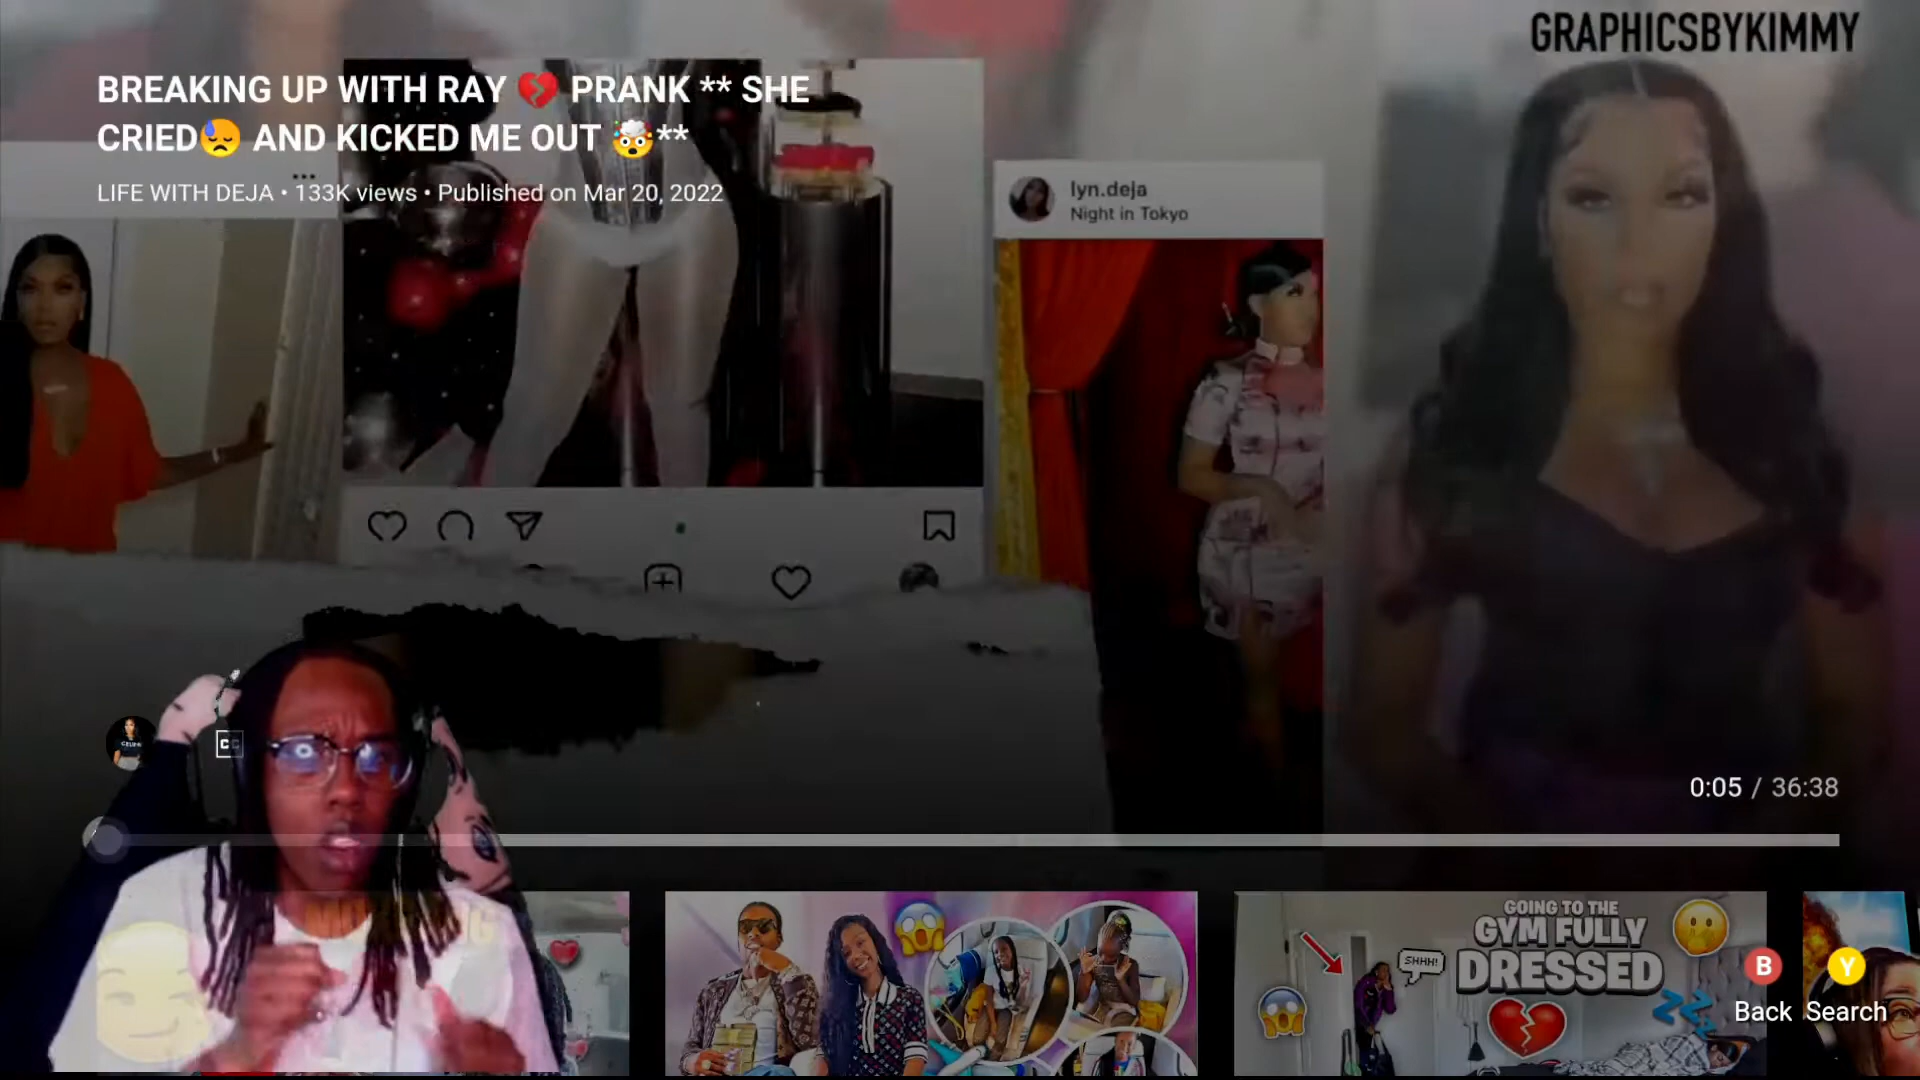 GRAPHICSBYKIMMY
BREAKING UP WITH RAY 💔 PRANK ** SHE
CRIED😓 AND KICKED ME OUT 🤯**
LIFE WITH DEJA • 133K views • Published on Mar 20, 2022
lyn.deja
Night in Tokyo
CC
0:05 / 36:38
GOING TO THE
GYM FULLY
DRESSED
SHHH!
B
Y
Back
Search